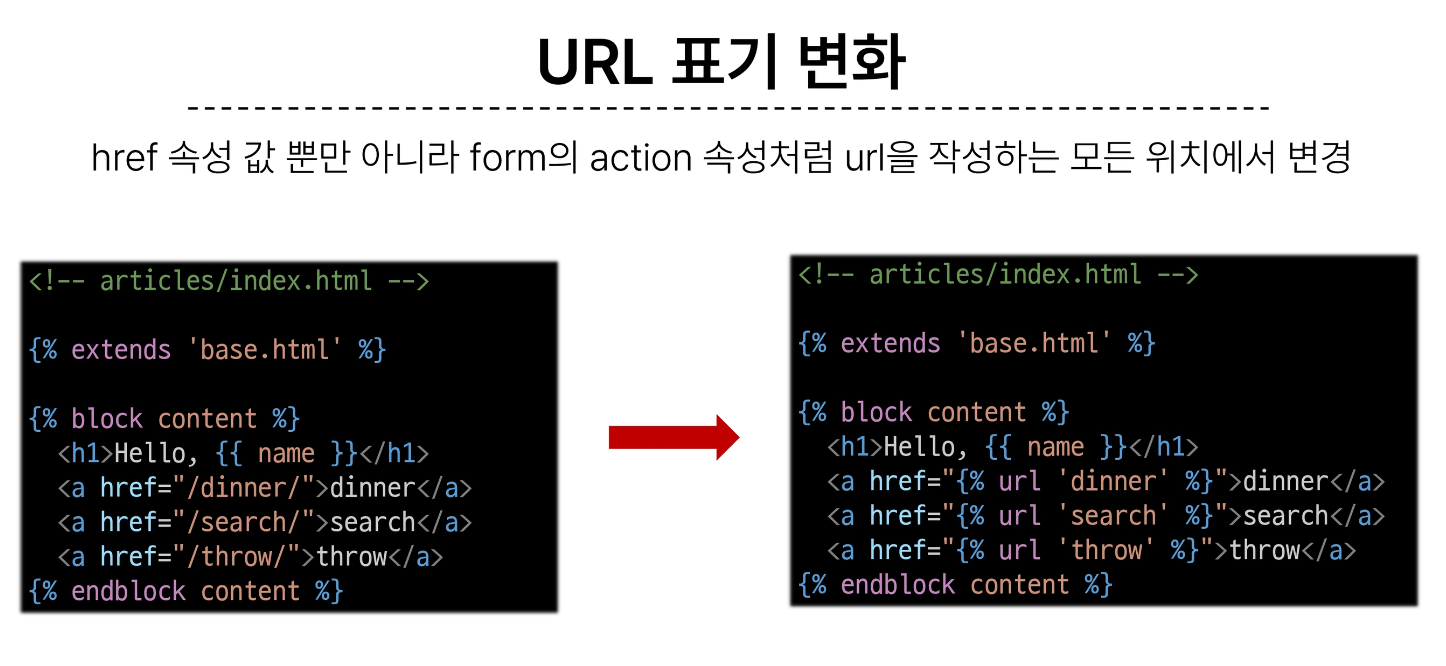 URL 표기 변화
href 속성 값 뿐만 아니라 form의 action 속성처럼 url을 작성하는 모든 위치에서 변경
<!-- articles/index.html -->
{% extends 'base.html' %}
{% block content %}
  <h1>Hello, {{ name }}</h1>
  <a href="/dinner/">dinner</a>
  <a href="/search/">search</a>
  <a href="/throw/">throw</a>
{% endblock content %}
<!-- articles/index.html -->
{% extends 'base.html' %}
{% block content %}
  <h1>Hello, {{ name }}</h1>
  <a href="{% url 'dinner' %}">dinner</a>
  <a href="{% url 'search' %}">search</a>
  <a href="{% url 'throw' %}">throw</a>
{% endblock content %}